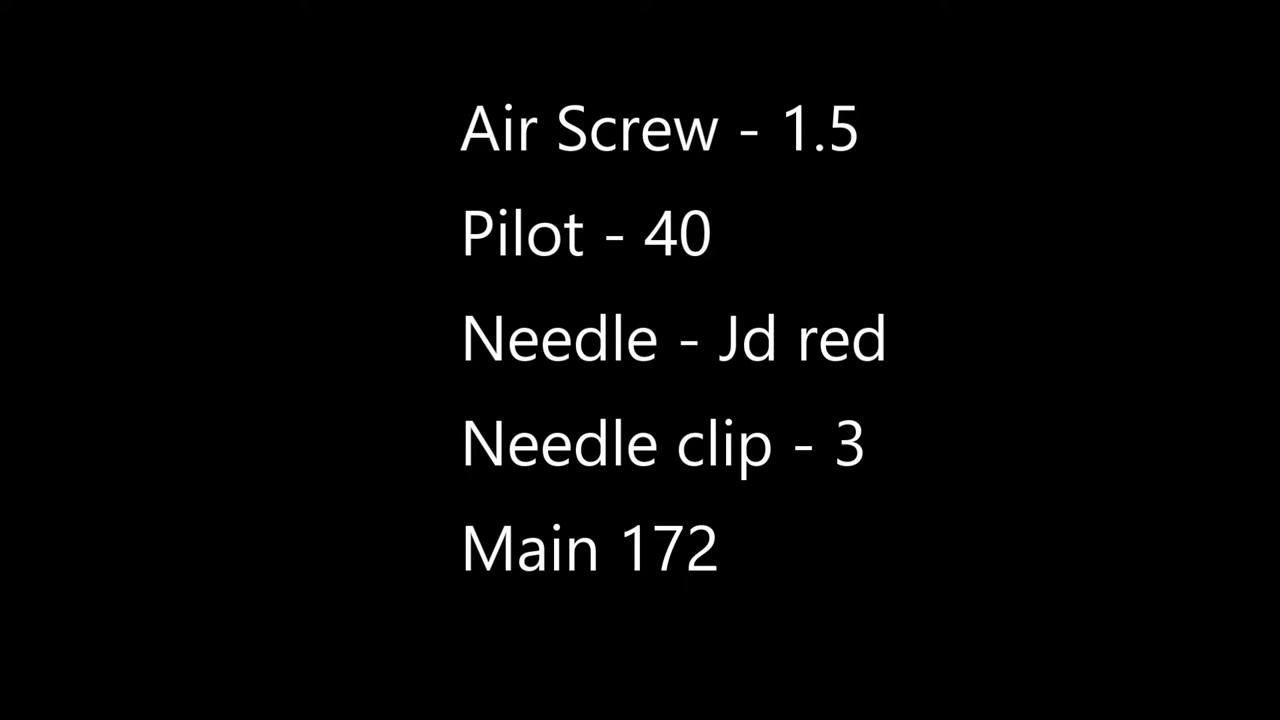 Air Screw - 1.5
Pilot - 40
Needle - Jd red
Needle clip - 3
Main 172